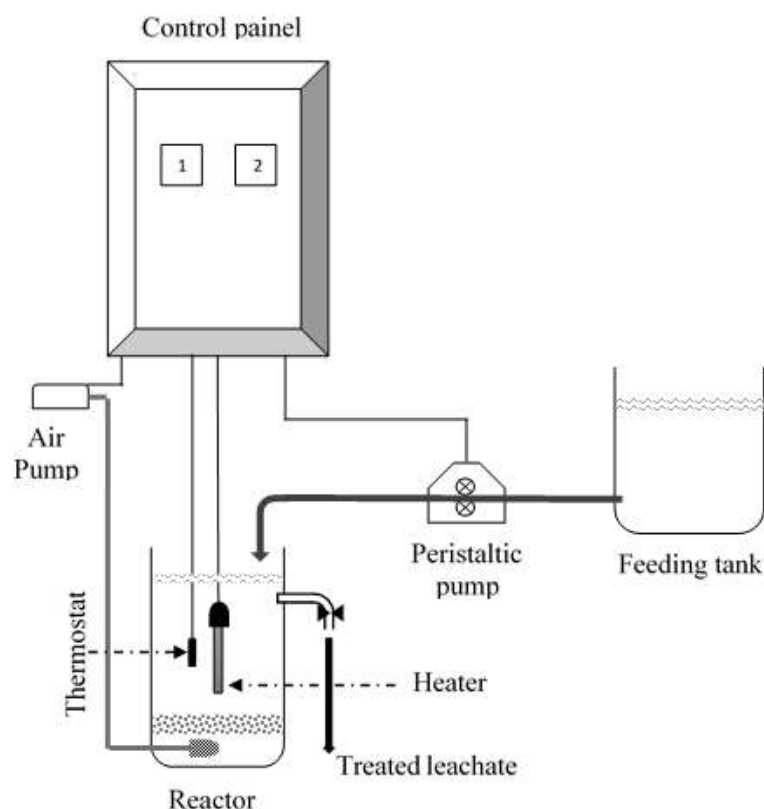 Control painel
1
2
Air
Pump
Peristaltic
pump
Feeding tank
Thermostat
Heater
Treated leachate
Reactor